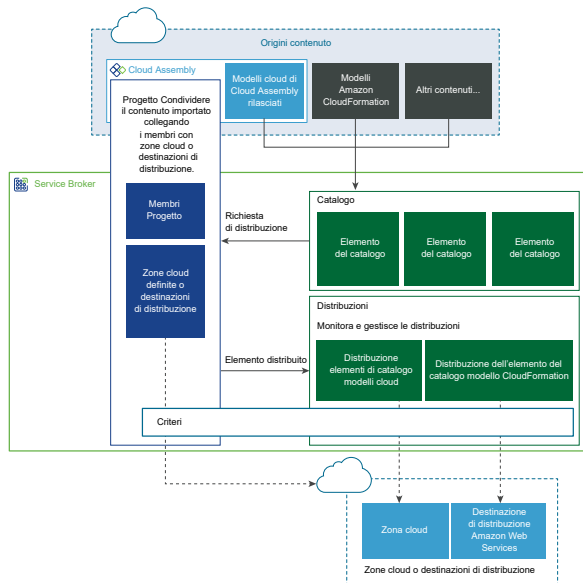 Origini contenuto
Cloud Assembly
Modelli cloud di
Cloud Assembly
rilasciati
Modelli
Amazon
CloudFormation
Altri contenuti...
Progetto Condividere
il contenuto importato
collegando
i membri con
zone cloud o
destinazioni di
distribuzione.
Service Broker
Membri
Progetto
Zone cloud
definite o
destinazioni
di distribuzione
Richiesta
di distribuzione
Catalogo
Elemento
del catalogo
Elemento
del catalogo
Elemento
del catalogo
Distribuzioni
Monitora e gestisce le distribuzioni
Elemento distribuito
Distribuzione
elementi di catalogo
modelli cloud
Distribuzione dell'elemento del
catalogo modello CloudFormation
Criteri
Zona cloud
Destinazione
di distribuzione
Amazon Web
Services
Zone cloud o destinazioni di distribuzione